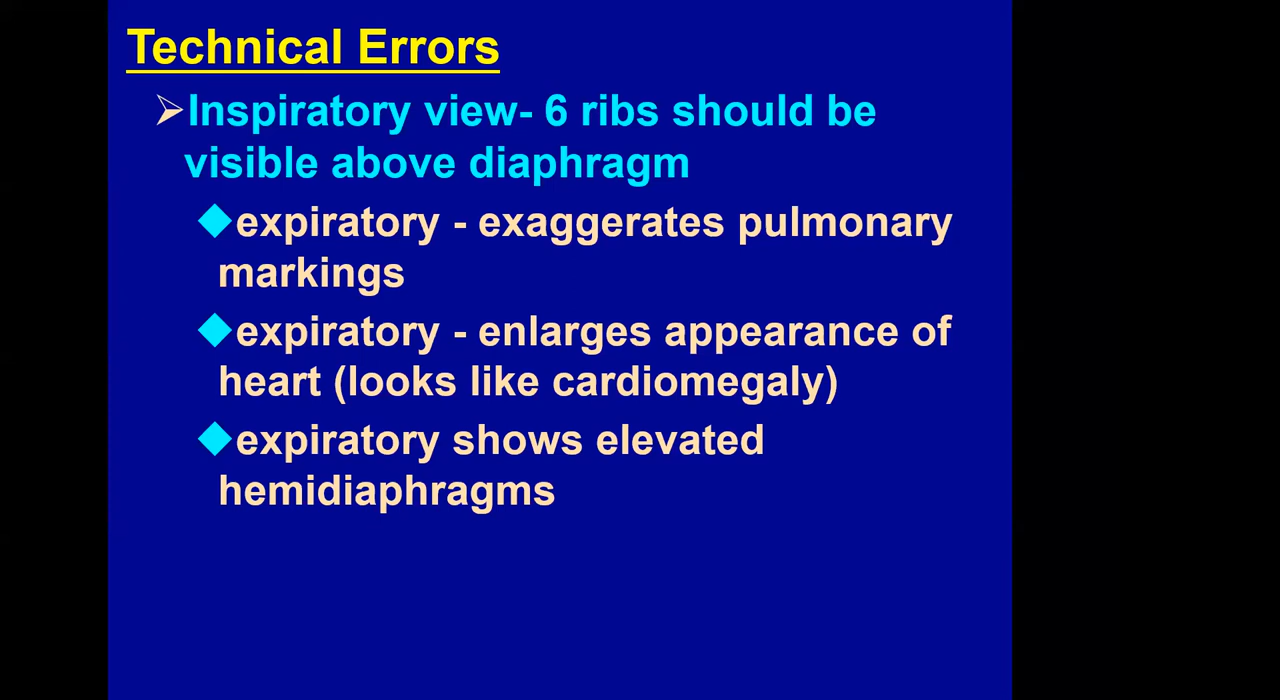 Technical Errors
Inspiratory view- 6 ribs should be
visible above diaphragm
expiratory - exaggerates pulmonary
markings
expiratory - enlarges appearance of
heart (looks like cardiomegaly)
expiratory shows elevated
hemidiaphragms